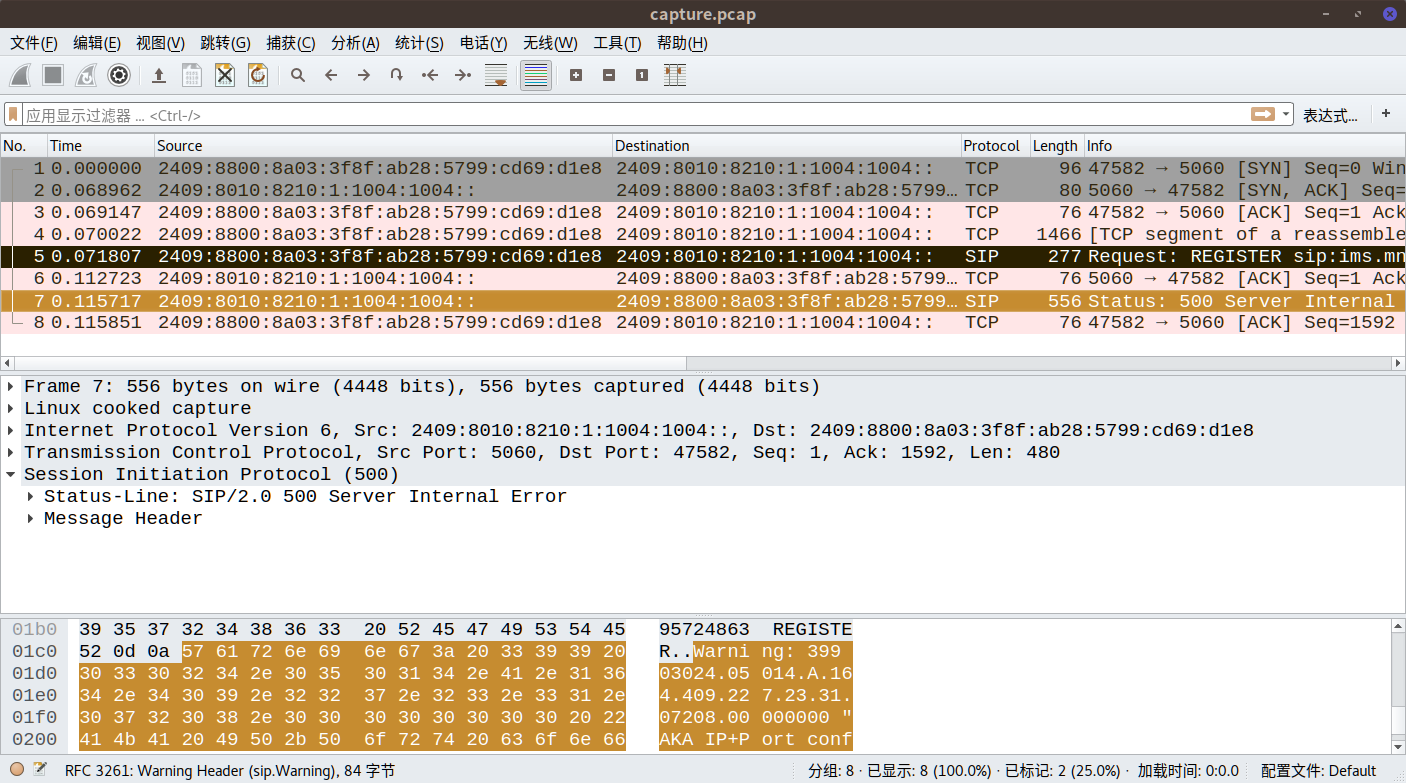 capture.pcap
文件(F) 编辑(E) 视图(V) 跳转(G) 捕获(C) 分析(A) 统计(S) 电话(Y) 无线(W) 工具(T) 帮助(H)
应用显示过滤器 … <Ctrl-/> 表达式… +
No. Time Source Destination Protocol Length Info
1 0.000000 2409:8800:8a03:3f8f:ab28:5799:cd69:d1e8 2409:8010:8210:1:1004:1004:: TCP 96 47582 → 5060 [SYN] Seq=0 Win
2 0.068962 2409:8010:8210:1:1004:1004:: 2409:8800:8a03:3f8f:ab28:5799… TCP 80 5060 → 47582 [SYN, ACK] Seq=
3 0.069147 2409:8800:8a03:3f8f:ab28:5799:cd69:d1e8 2409:8010:8210:1:1004:1004:: TCP 76 47582 → 5060 [ACK] Seq=1 Ack
4 0.070022 2409:8800:8a03:3f8f:ab28:5799:cd69:d1e8 2409:8010:8210:1:1004:1004:: TCP 1466 [TCP segment of a reassemble
5 0.071807 2409:8800:8a03:3f8f:ab28:5799:cd69:d1e8 2409:8010:8210:1:1004:1004:: SIP 277 Request: REGISTER sip:ims.mn
6 0.112723 2409:8010:8210:1:1004:1004:: 2409:8800:8a03:3f8f:ab28:5799… TCP 76 5060 → 47582 [ACK] Seq=1 Ack
7 0.115717 2409:8010:8210:1:1004:1004:: 2409:8800:8a03:3f8f:ab28:5799… SIP 556 Status: 500 Server Internal
8 0.115851 2409:8800:8a03:3f8f:ab28:5799:cd69:d1e8 2409:8010:8210:1:1004:1004:: TCP 76 47582 → 5060 [ACK] Seq=1592
Frame 7: 556 bytes on wire (4448 bits), 556 bytes captured (4448 bits)
Linux cooked capture
Internet Protocol Version 6, Src: 2409:8010:8210:1:1004:1004::, Dst: 2409:8800:8a03:3f8f:ab28:5799:cd69:d1e8
Transmission Control Protocol, Src Port: 5060, Dst Port: 47582, Seq: 1, Ack: 1592, Len: 480
Session Initiation Protocol (500)
Status-Line: SIP/2.0 500 Server Internal Error
Message Header
01b0 39 35 37 32 34 38 36 33 20 52 45 47 49 53 54 45 95724863 REGISTE
01c0 52 0d 0a 57 61 72 6e 69 6e 67 3a 20 33 39 39 20 R..Warni ng: 399
01d0 30 33 30 32 34 2e 30 35 30 31 34 2e 41 2e 31 36 03024.05 014.A.16
01e0 34 2e 34 30 39 2e 32 32 37 2e 32 33 2e 33 31 2e 4.409.22 7.23.31.
01f0 30 37 32 30 38 2e 30 30 30 30 30 30 30 30 20 22 07208.00 000000 "
0200 41 4b 41 20 49 50 2b 50 6f 72 74 20 63 6f 6e 66 AKA IP+P ort conf
RFC 3261: Warning Header (sip.Warning), 84 字节 分组: 8 · 已显示: 8 (100.0%) · 已标记: 2 (25.0%) · 加载时间: 0:0.0 配置文件: Default